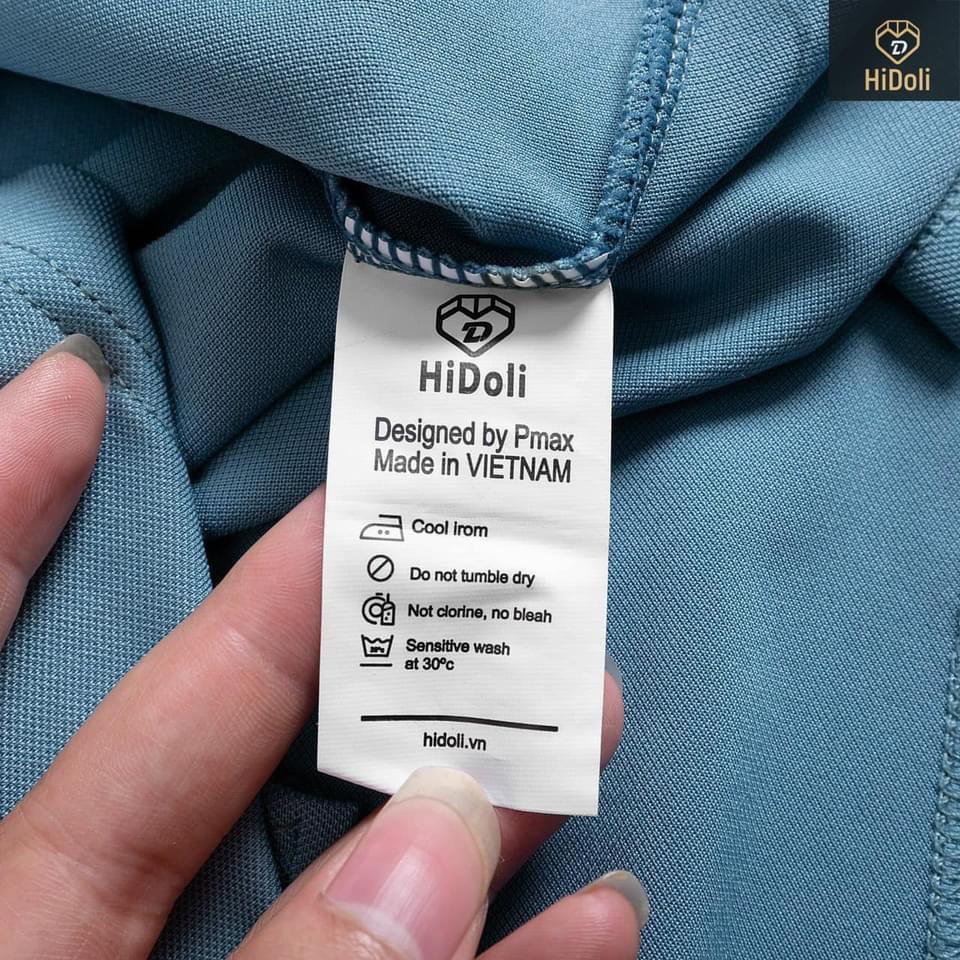 HiDoli
HiDoli
Designed by Pmax
Made in VIETNAM
Cool irom
Do not tumble dry
Not clorine, no bleah
Sensitive wash
at 30ºc
hidoli.vn